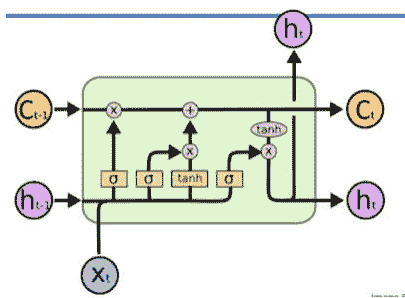 hₜ
Cₜ₋₁ × + Cₜ
tanh
× ×
σ σ tanh σ
hₜ₋₁ hₜ
Xₜ